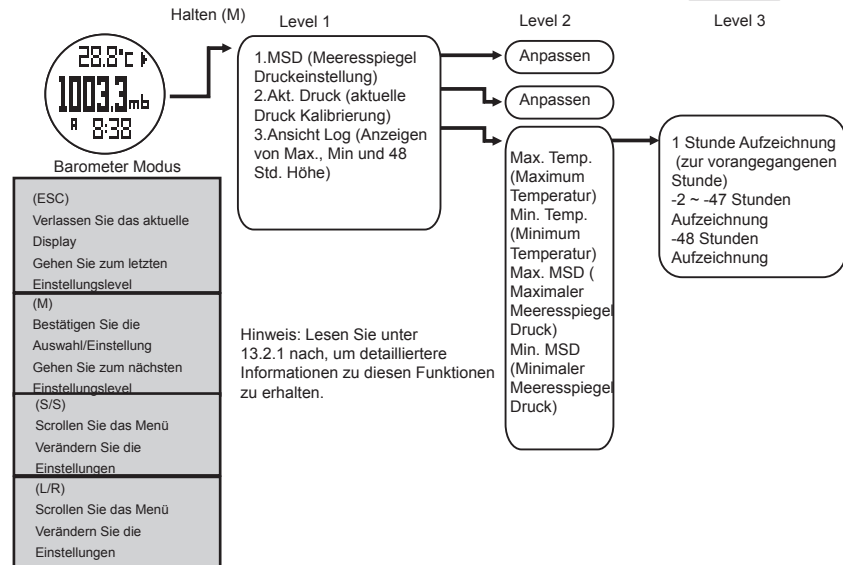 Halten (M)
Level 1
Level 2
Level 3
28.8°C
1003.3mb
A 8:38
Barometer Modus
1.MSD (Meeresspiegel
Druckeinstellung)
2.Akt. Druck (aktuelle
Druck Kalibrierung)
3.Ansicht Log (Anzeigen
von Max., Min und 48
Std. Höhe)
Anpassen
Anpassen
Max. Temp.
(Maximum
Temperatur)
Min. Temp.
(Minimum
Temperatur)
Max. MSD (
Maximaler
Meeresspiegel
Druck)
Min. MSD
(Minimaler
Meeresspiegel
Druck)
1 Stunde Aufzeichnung
(zur vorangegangenen
Stunde)
-2 ~ -47 Stunden
Aufzeichnung
-48 Stunden
Aufzeichnung
(ESC)
Verlassen Sie das aktuelle
Display
Gehen Sie zum letzten
Einstellungslevel
(M)
Bestätigen Sie die
Auswahl/Einstellung
Gehen Sie zum nächsten
Einstellungslevel
(S/S)
Scrollen Sie das Menü
Verändern Sie die
Einstellungen
(L/R)
Scrollen Sie das Menü
Verändern Sie die
Einstellungen
Hinweis: Lesen Sie unter
13.2.1 nach, um detailliertere
Informationen zu diesen Funktionen
zu erhalten.